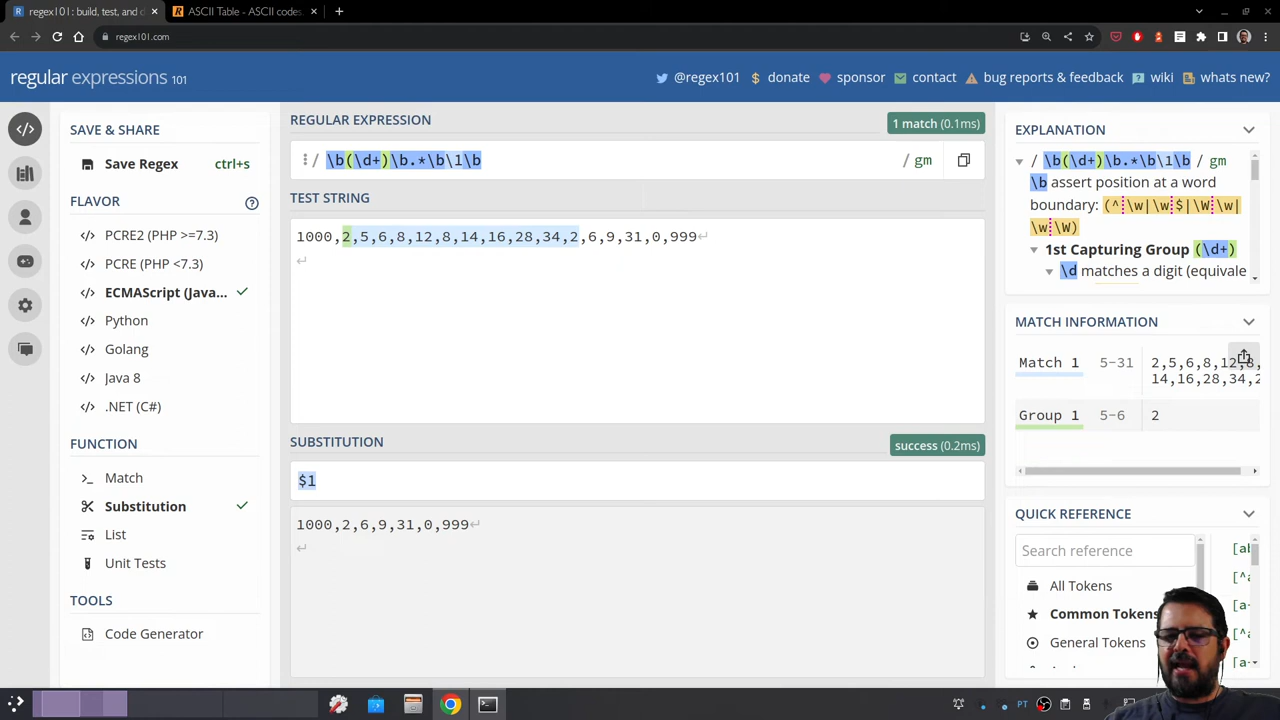 regex101: build, test, and d
ASCII Table - ASCII codes,
regex101.com
regular expressions 101
@regex101
donate
sponsor
contact
bug reports & feedback
wiki
whats new?
SAVE & SHARE
Save Regex
ctrl+s
FLAVOR
PCRE2 (PHP >=7.3)
PCRE (PHP <7.3)
ECMAScript (Java...
Python
Golang
Java 8
.NET (C#)
FUNCTION
Match
Substitution
List
Unit Tests
TOOLS
Code Generator
REGULAR EXPRESSION
1 match (0.1ms)
/ \b(\d+)\b.*\b\1\b / gm
TEST STRING
1000,2,5,6,8,12,8,14,16,28,34,2,6,9,31,0,999
SUBSTITUTION
success (0.2ms)
$1
1000,2,6,9,31,0,999
EXPLANATION
/ \b(\d+)\b.*\b\1\b / gm
\b assert position at a word
boundary: (^\w|\w$|\W\w|
\w\W)
1st Capturing Group (\d+)
\d matches a digit (equivale
MATCH INFORMATION
Match 1 5-31 2,5,6,8,12,8,
14,16,28,34,2
Group 1 5-6 2
QUICK REFERENCE
Search reference
All Tokens
Common Tokens
General Tokens
[ab
[^a
[a-
[^a
[a-
PT